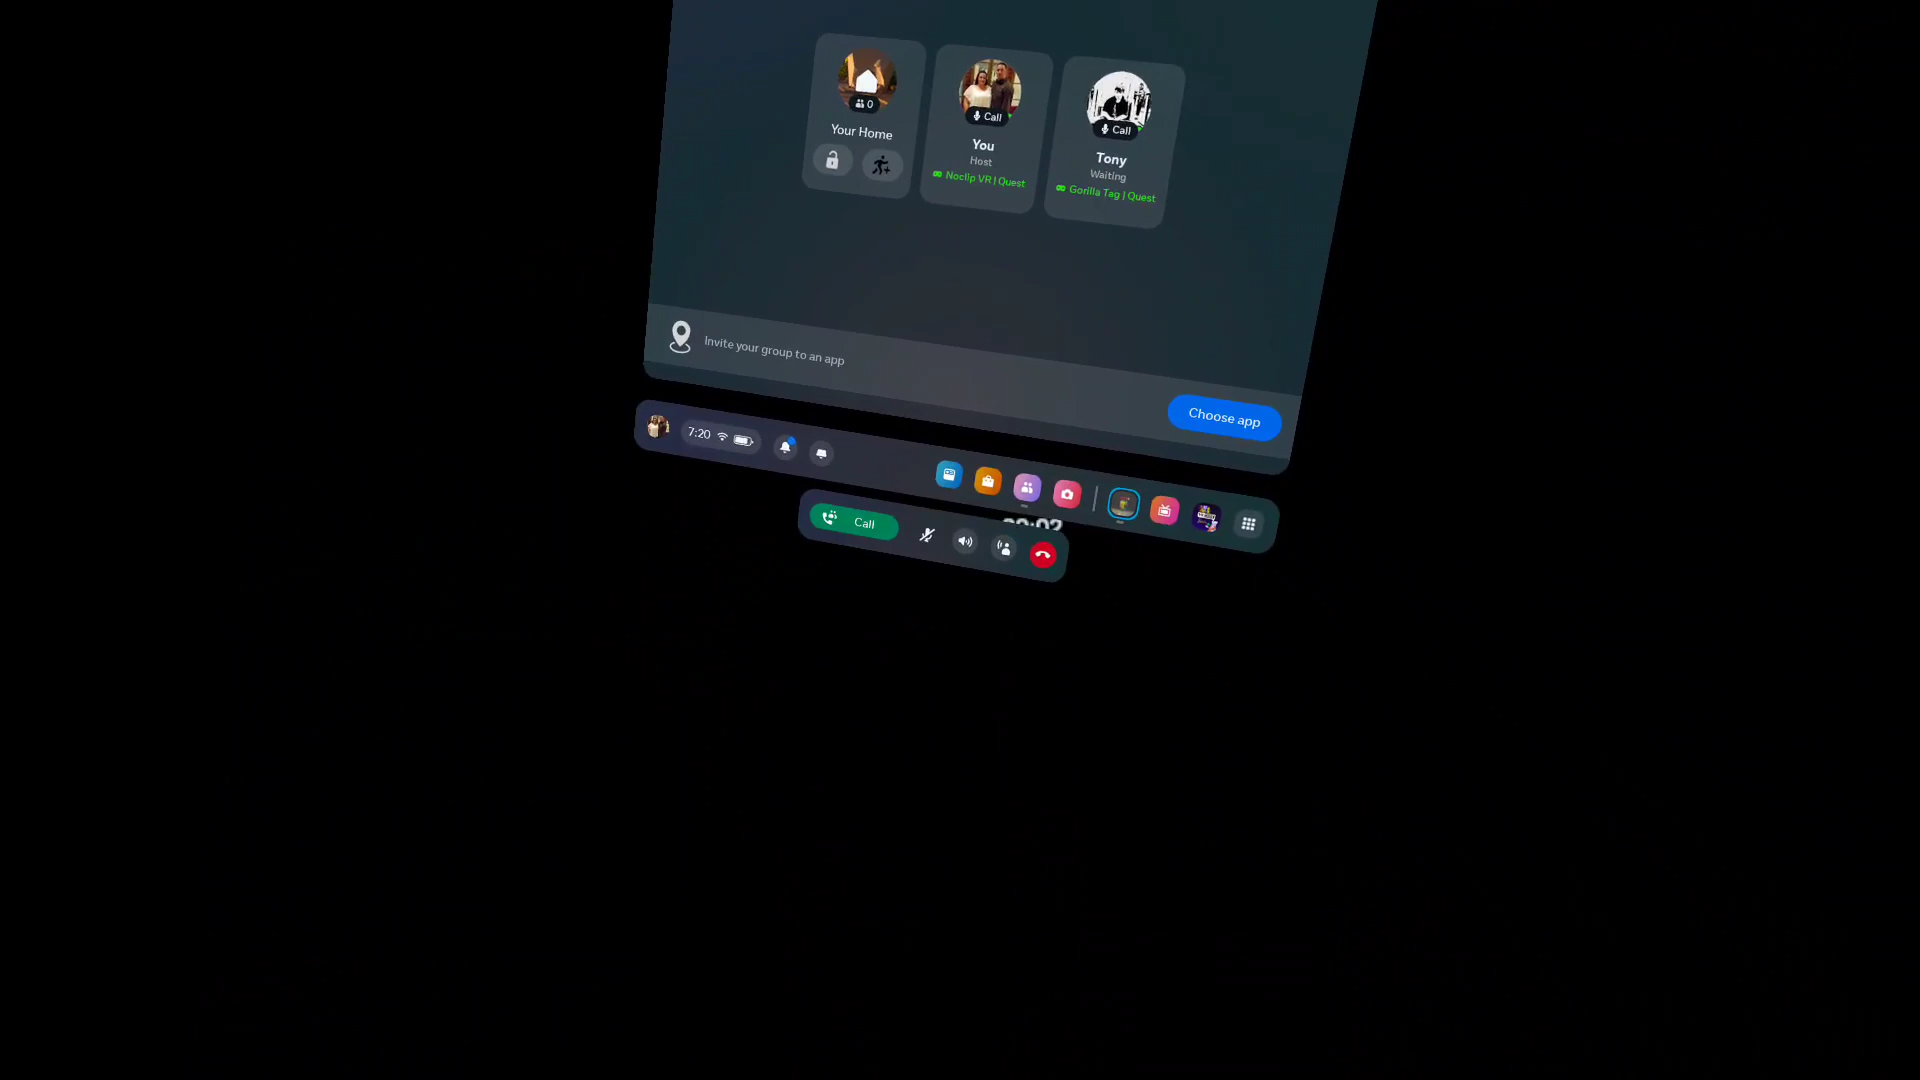 0
Your Home
Call
You
Host
Noclip VR | Quest
Call
Tony
Waiting
Gorilla Tag | Quest
Invite your group to an app
Choose app
7:20
Call